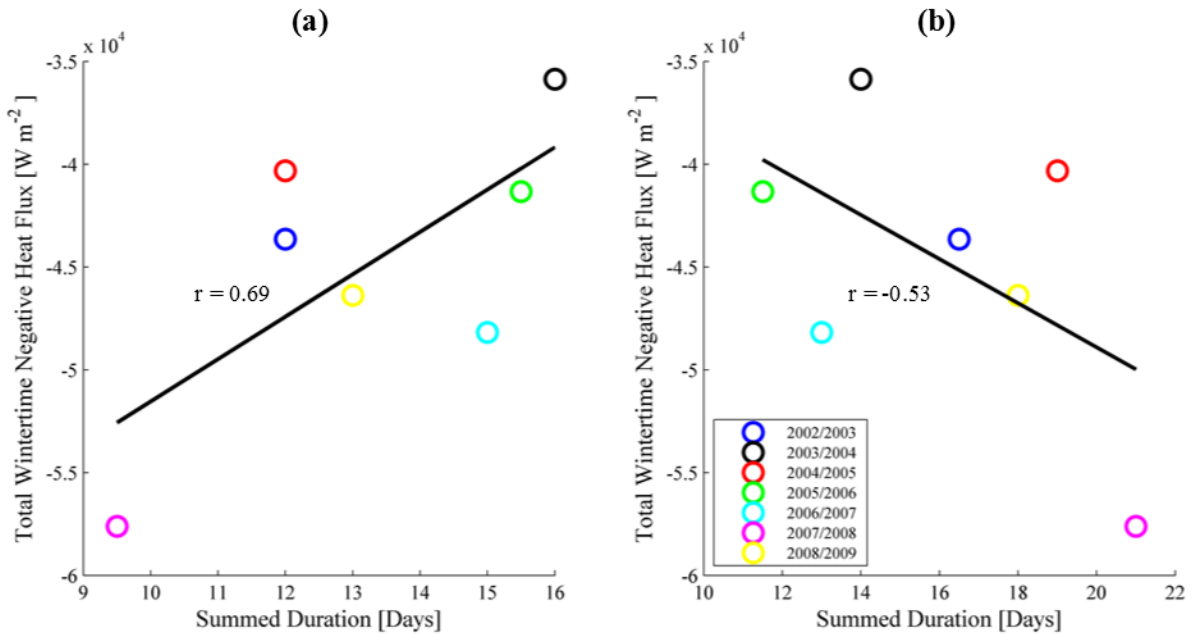 (a)
x 10^4
-3.5
-4
-4.5
-5
-5.5
-6
Total Wintertime Negative Heat Flux [W m^-2 ]
r = 0.69
9 10 11 12 13 14 15 16
Summed Duration [Days]
(b)
x 10^4
-3.5
-4
-4.5
-5
-5.5
-6
Total Wintertime Negative Heat Flux [W m^-2 ]
r = -0.53
2002/2003
2003/2004
2004/2005
2005/2006
2006/2007
2007/2008
2008/2009
10 12 14 16 18 20 22
Summed Duration [Days]